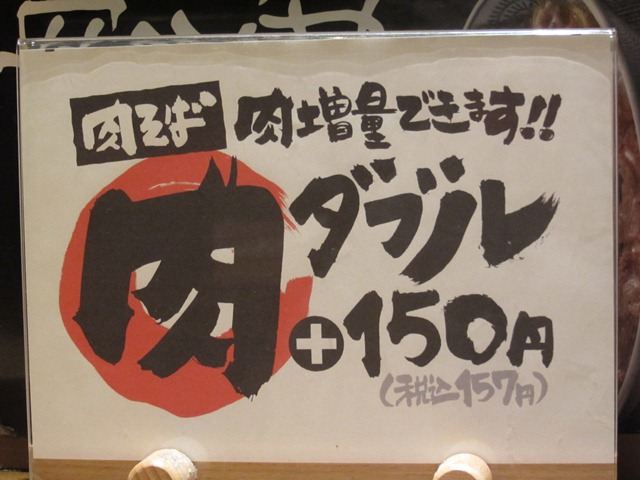 肉そば 肉増量できます!!
肉ダブル
+150円
(税込157円)